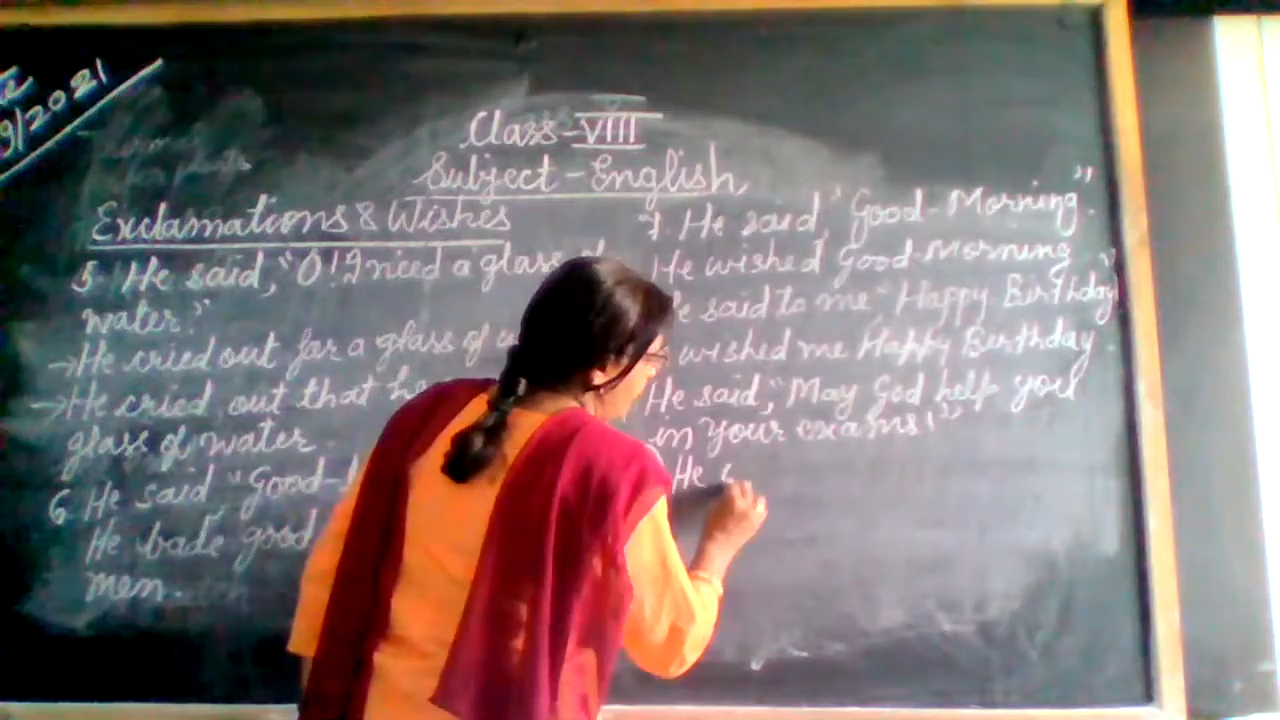 9/2021
Class-VIII
Subject-English
Exclamations & Wishes
5 He said, "O! I need a glass
water."
→He cried out for a glass of
→He cried out that
glass of water.
6 He said, "Good-
He bade good
men.
7. He said, "Good-Morning."
He wished Good-Morning
said to me "Happy Birthday"
wished me Happy Birthday.
He said, "May God help you
in your exams!"
He